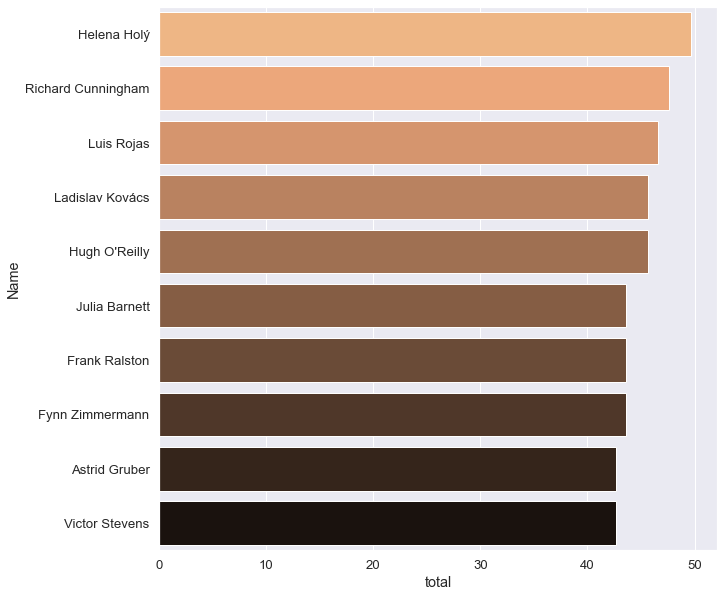 Helena Holý
Richard Cunningham
Luis Rojas
Ladislav Kovács
Hugh O'Reilly
Julia Barnett
Frank Ralston
Fynn Zimmermann
Astrid Gruber
Victor Stevens
Name
0 10 20 30 40 50
total